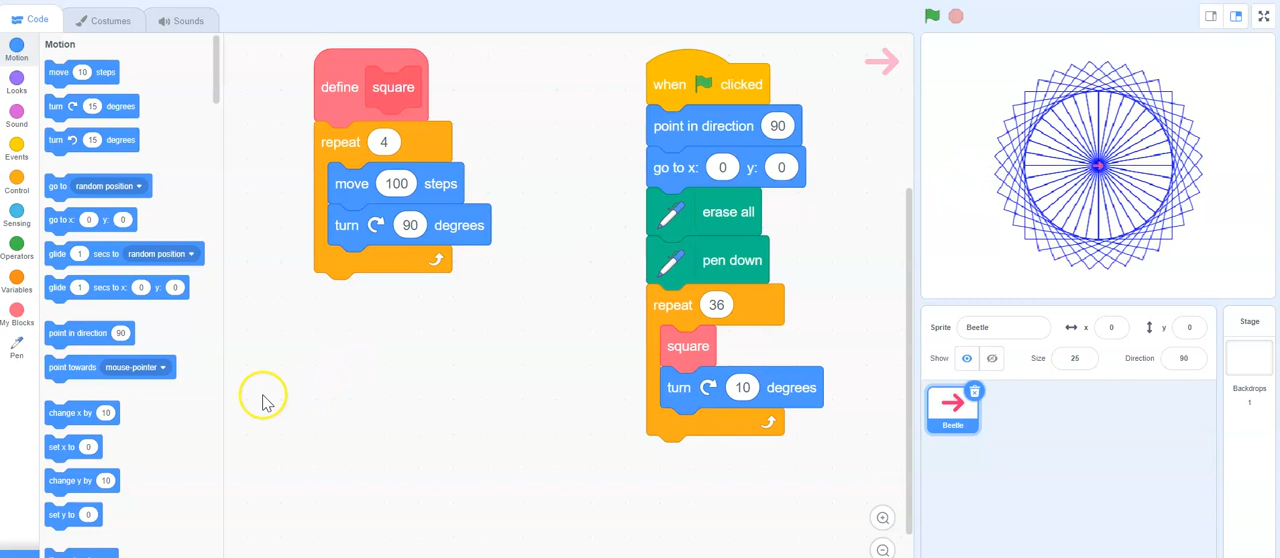 Code
Costumes
Sounds
Motion
Looks
Sound
Events
Control
Sensing
Operators
Variables
My Blocks
Pen
Motion
move 10 steps
turn 15 degrees
turn 15 degrees
go to random position
go to x: 0 y: 0
glide 1 secs to random position
glide 1 secs to x: 0 y: 0
point in direction 90
point towards mouse-pointer
change x by 10
set x to 0
change y by 10
set y to 0
define square
repeat 4
move 100 steps
turn 90 degrees
when clicked
point in direction 90
go to x: 0 y: 0
erase all
pen down
repeat 36
square
turn 10 degrees
Sprite Beetle x 0 y 0
Show Size 25 Direction 90
Beetle
Stage
Backdrops
1